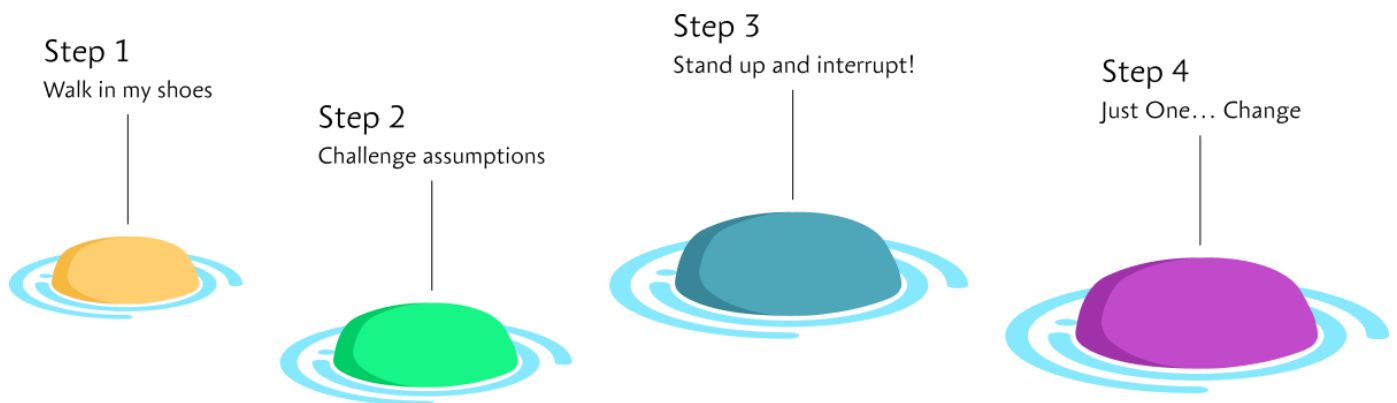 Step 1
Walk in my shoes
Step 2
Challenge assumptions
Step 3
Stand up and interrupt!
Step 4
Just One... Change